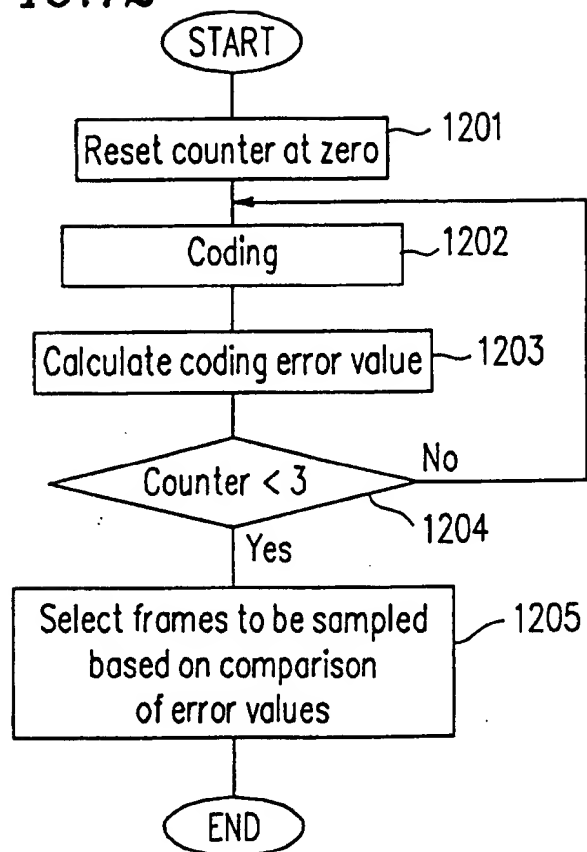 START
Reset counter at zero
1201
Coding
1202
Calculate coding error value
1203
Counter < 3
No
1204
Yes
Select frames to be sampled
based on comparison
of error values
1205
END